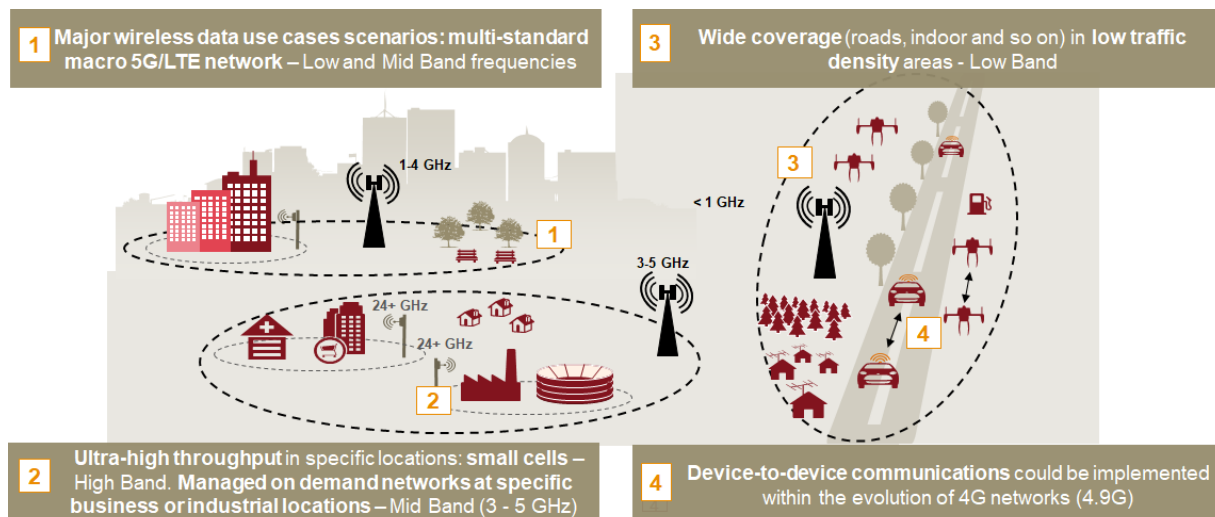 1
Major wireless data use cases scenarios: multi-standard
macro 5G/LTE network – Low and Mid Band frequencies
3
Wide coverage (roads, indoor and so on) in low traffic
density areas - Low Band
1-4 GHz
1
3
< 1 GHz
3-5 GHz
24+ GHz
24+ GHz
2
4
2
Ultra-high throughput in specific locations: small cells –
High Band. Managed on demand networks at specific
business or industrial locations – Mid Band (3 - 5 GHz)
4
Device-to-device communications could be implemented
within the evolution of 4G networks (4.9G)